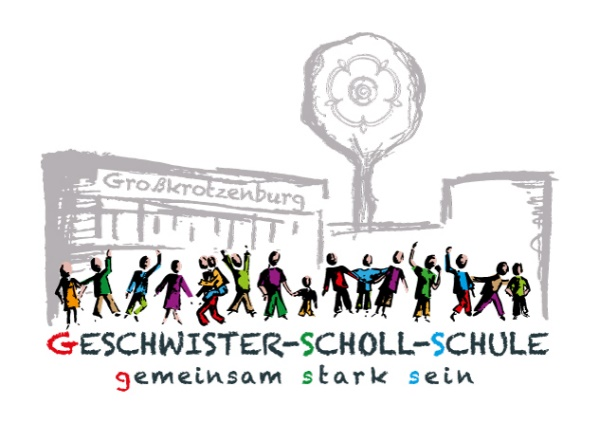 Großkrotzenburg
GESCHWISTER-SCHOLL-SCHULE
gemeinsam stark sein